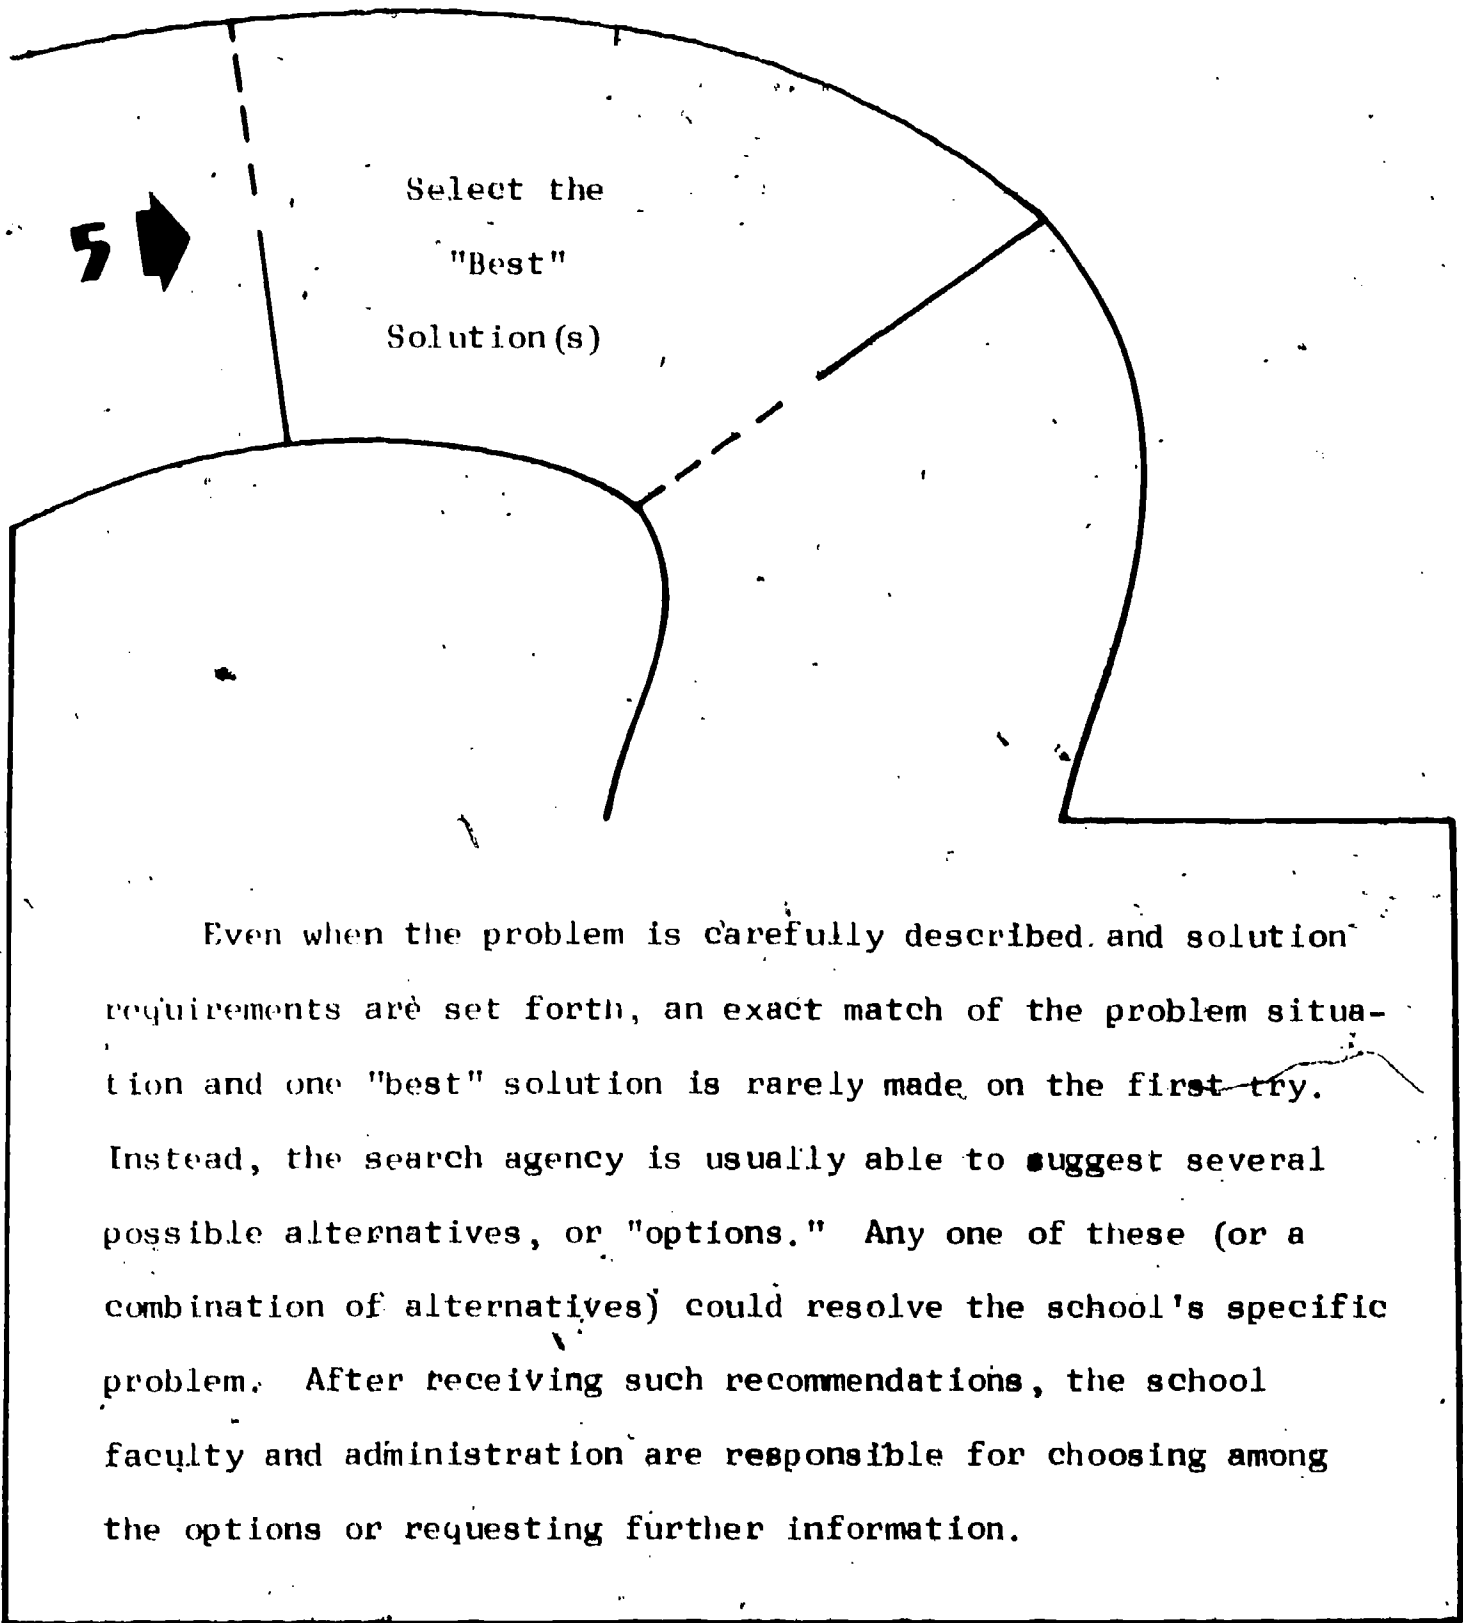 5
Select the
"Best"
Solution(s)
Even when the problem is carefully described and solution
requirements are set forth, an exact match of the problem situa-
tion and one "best" solution is rarely made on the first try.
Instead, the search agency is usually able to suggest several
possible alternatives, or "options." Any one of these (or a
combination of alternatives) could resolve the school's specific
problem. After receiving such recommendations, the school
faculty and administration are responsible for choosing among
the options or requesting further information.